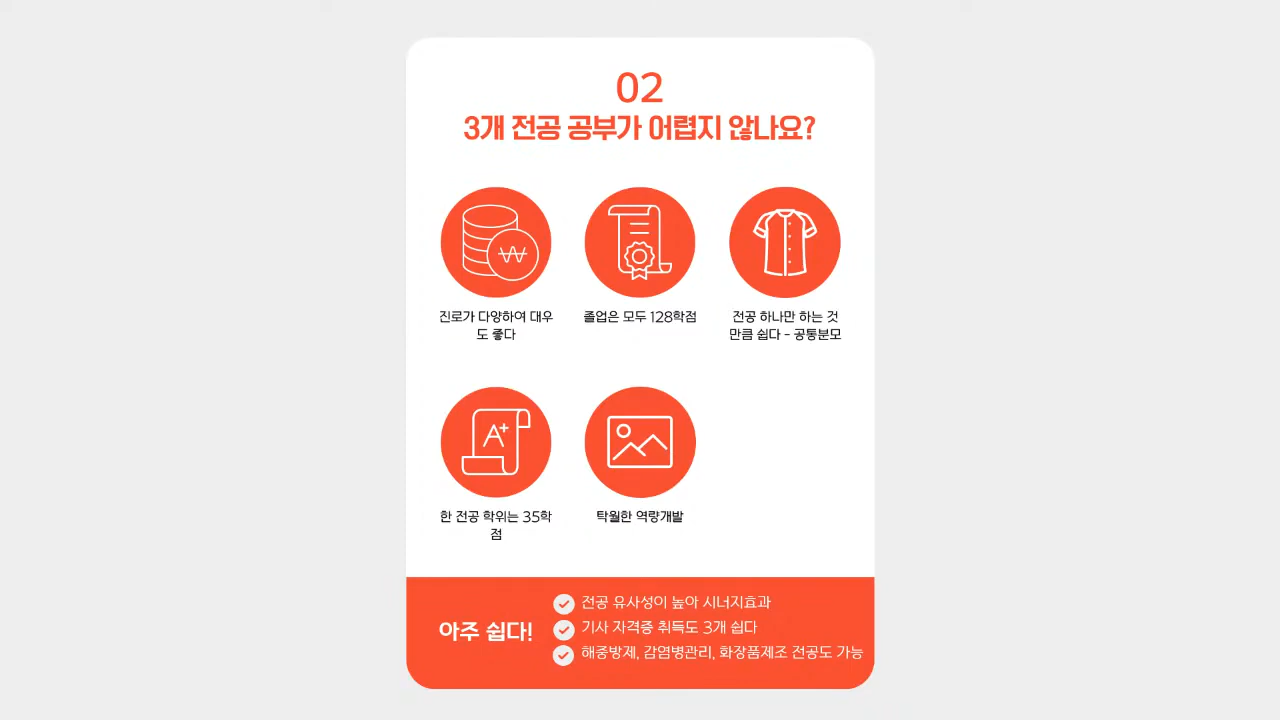 02
3개 전공 공부가 어렵지 않나요?
진로가 다양하여 대우
도 좋다
졸업은 모두 128학점
전공 하나만 하는 것
만큼 쉽다 - 공통분모
A+
한 전공 학위는 35학
점
탁월한 역량개발
아주 쉽다!
전공 유사성이 높아 시너지효과
기사 자격증 취득도 3개 쉽다
해충방제, 감염병관리, 화장품제조 전공도 가능